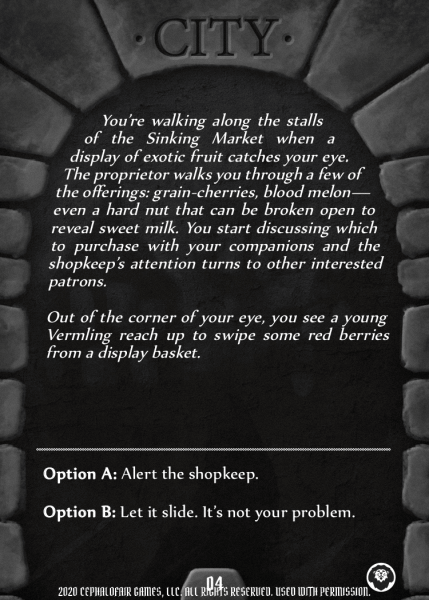 · CITY ·
You're walking along the stalls
of the Sinking Market when a
display of exotic fruit catches your eye.
The proprietor walks you through a few of
the offerings: grain-cherries, blood melon—
even a hard nut that can be broken open to
reveal sweet milk. You start discussing which
to purchase with your companions and the
shopkeep's attention turns to other interested
patrons.
Out of the corner of your eye, you see a young
Vermling reach up to swipe some red berries
from a display basket.
Option A: Alert the shopkeep.
Option B: Let it slide. It's not your problem.
04
2020 CEPHALOFAIR GAMES, LLC. ALL RIGHTS RESERVED. USED WITH PERMISSION.